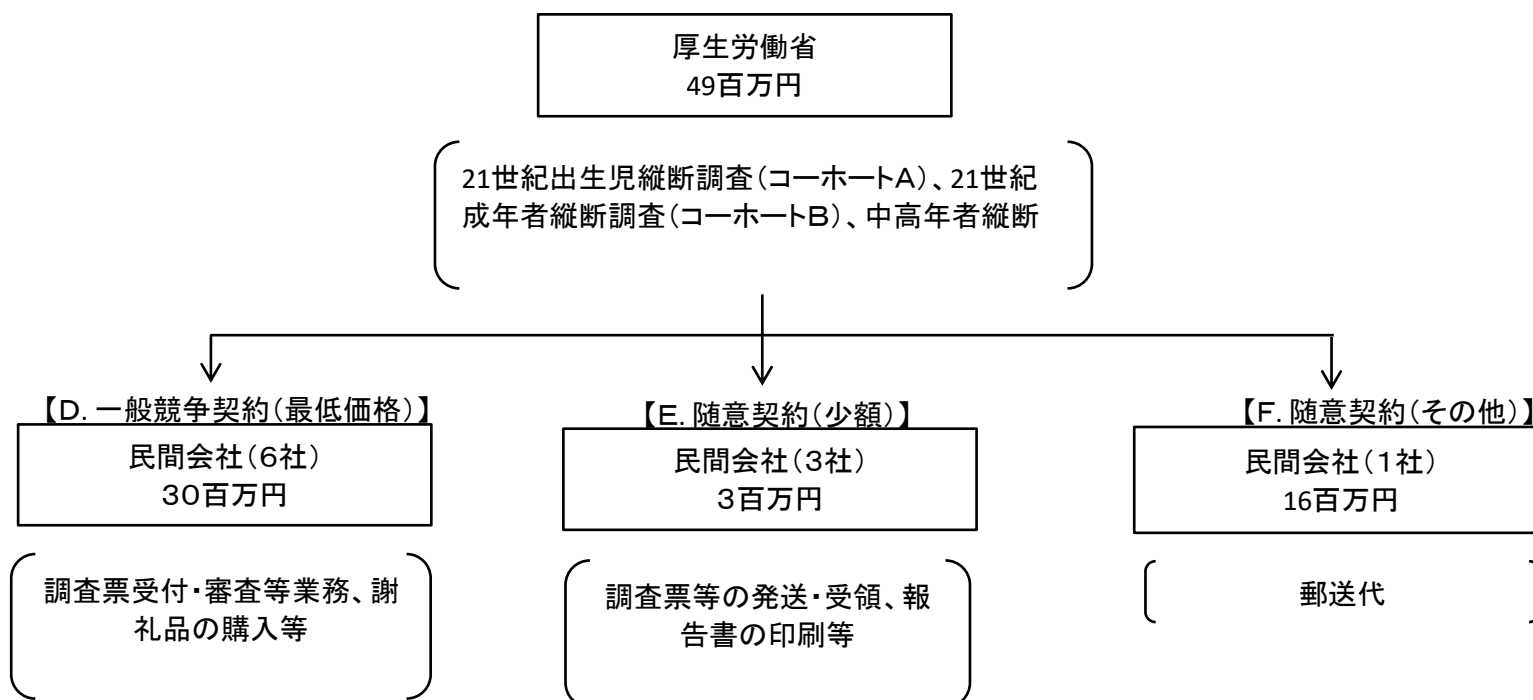 厚生労働省
49百万円
21世紀出生児縦断調査(コーホートA)、21世紀
成年者縦断調査(コーホートB)、中高年者縦断
【D. 一般競争契約(最低価格)】
民間会社(6社)
30百万円
調査票受付・審査等業務、謝
礼品の購入等
【E. 随意契約(少額)】
民間会社(3社)
3百万円
調査票等の発送・受領、報
告書の印刷等
【F. 随意契約(その他)】
民間会社(1社)
16百万円
郵送代